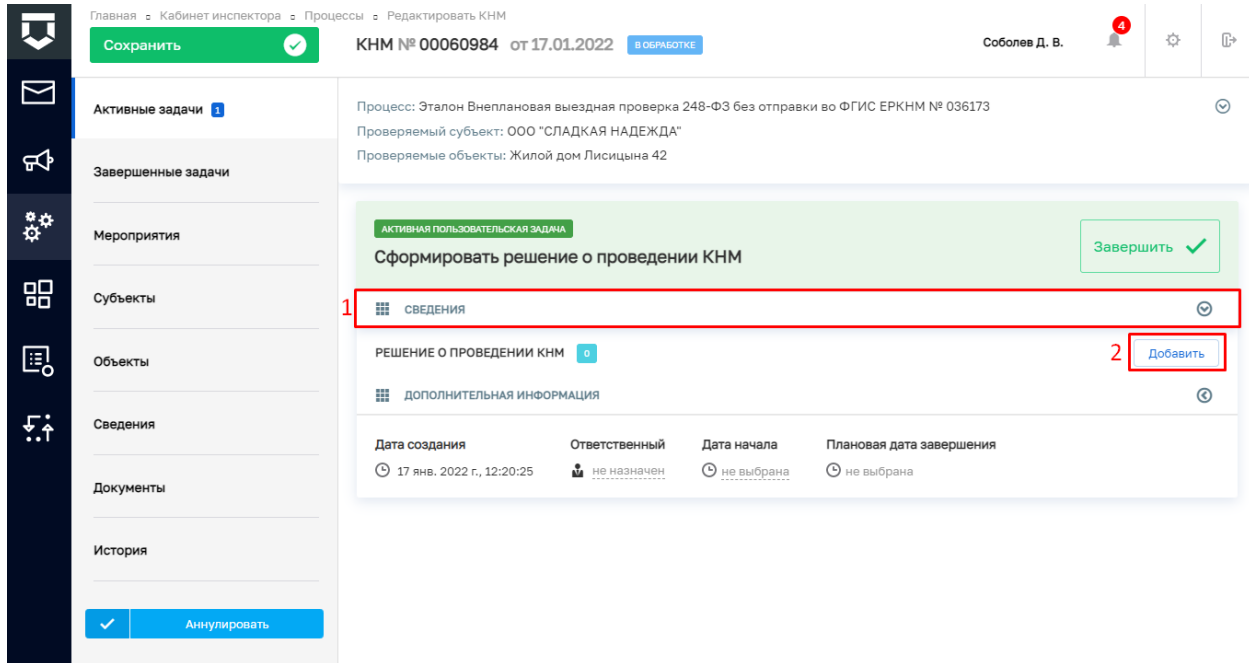 Главная Кабинет инспектора Процессы Редактировать КНМ
Сохранить
КНМ № 00060984 от 17.01.2022 В ОБРАБОТКЕ
Соболев Д. В.
4
Активные задачи 1
Завершенные задачи
Мероприятия
Субъекты
Объекты
Сведения
Документы
История
Аннулировать
Процесс: Эталон Внеплановая выездная проверка 248-ФЗ без отправки во ФГИС ЕРКНМ № 036173
Проверяемый субъект: ООО "СЛАДКАЯ НАДЕЖДА"
Проверяемые объекты: Жилой дом Лисицына 42
АКТИВНАЯ ПОЛЬЗОВАТЕЛЬСКАЯ ЗАДАЧА
Сформировать решение о проведении КНМ
Завершить
1 СВЕДЕНИЯ
РЕШЕНИЕ О ПРОВЕДЕНИИ КНМ 0
2 Добавить
ДОПОЛНИТЕЛЬНАЯ ИНФОРМАЦИЯ
Дата создания Ответственный Дата начала Плановая дата завершения
17 янв. 2022 г., 12:20:25 не назначен не выбрана не выбрана